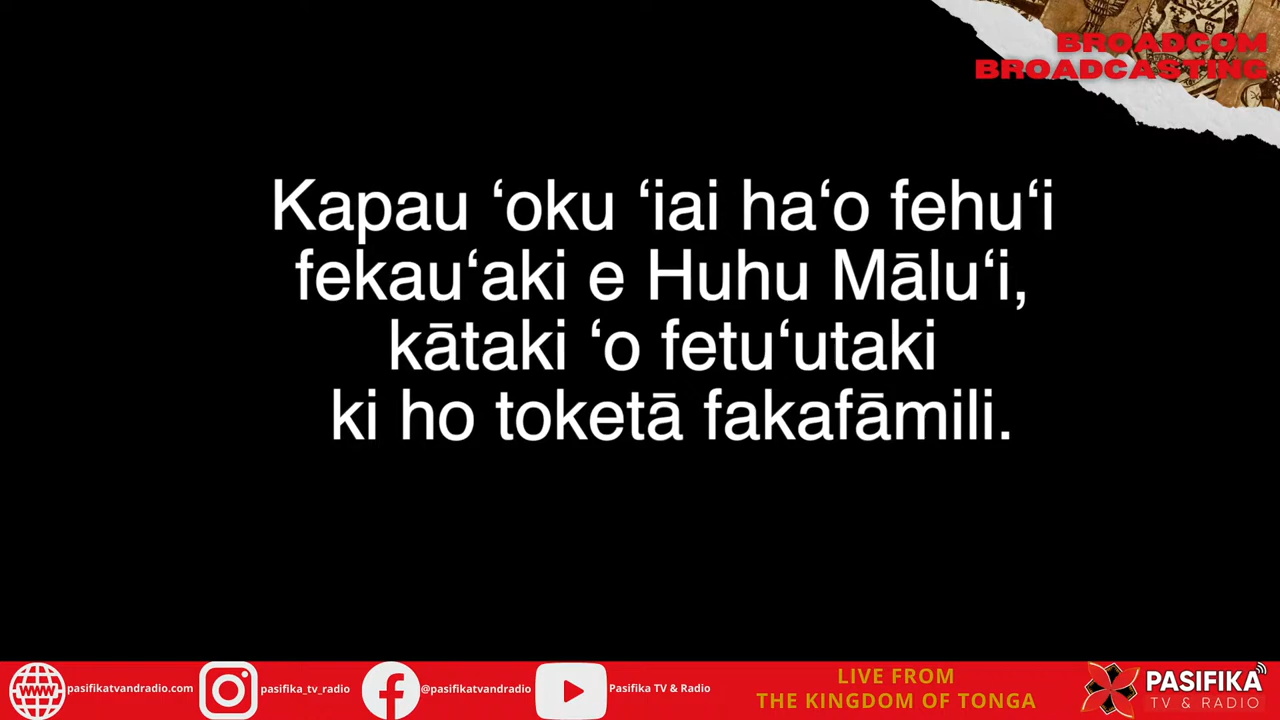 BROADCOM
BROADCASTING
Kapau ‘oku ‘iai ha‘o fehu‘i
fekau‘aki e Huhu Mālu‘i,
kātaki ‘o fetu‘utaki
ki ho toketā fakafāmili.
WWW
pasifikatvandradio.com
pasifika_tv_radio
@pasifikatvandradio
Pasifika TV & Radio
LIVE FROM
THE KINGDOM OF TONGA
PASIFIKA
TV & RADIO